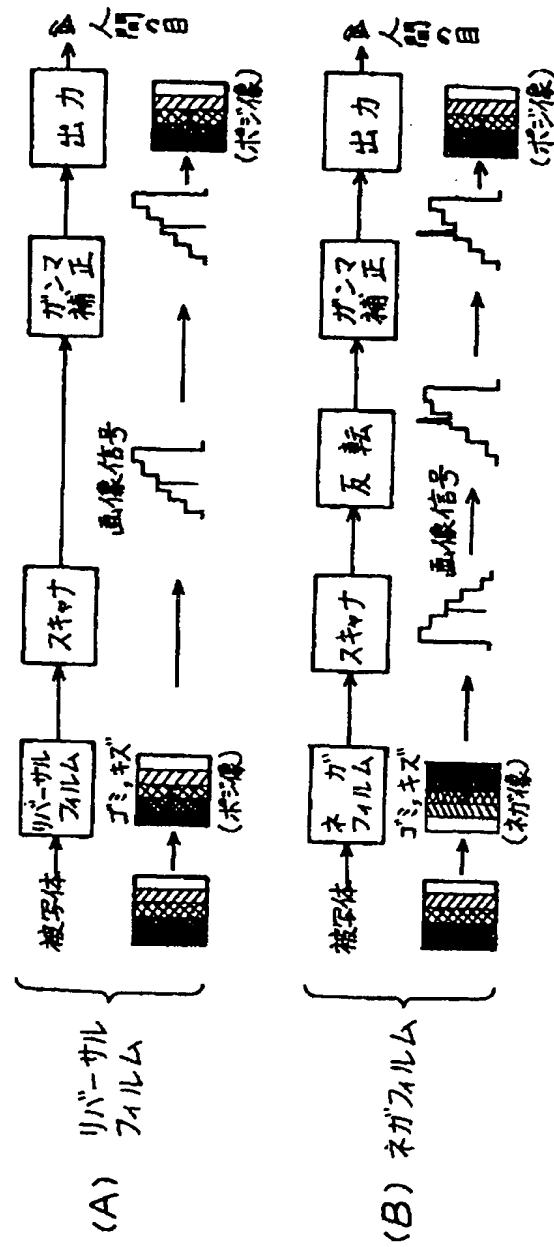 (A) リバーサル
フィルム
被写体
リバーサル
フィルム
スキャナ
ガンマ
補正
出力
人間の目
ゴミ,キズ
(ポジ像)
画像信号
(ポジ像)
(B) ネガフィルム
被写体
ネガ
フィルム
スキャナ
反転
ガンマ
補正
出力
人間の目
ゴミ,キズ
(ネガ像)
画像信号
(ポジ像)